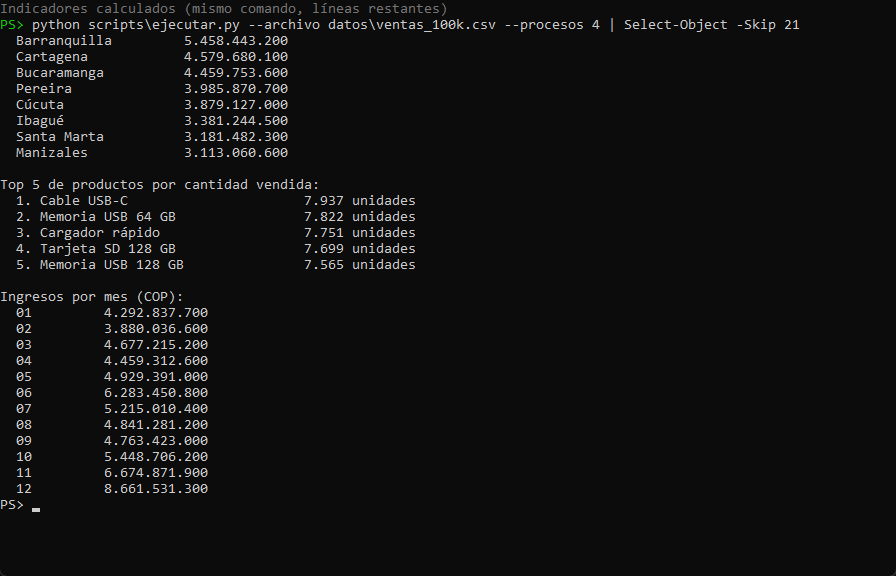 Indicadores calculados (mismo comando, líneas restantes)
PS> python scripts\ejecutar.py --archivo datos\ventas_100k.csv --procesos 4 | Select-Object -Skip 21
Barranquilla 5.458.443.200
Cartagena 4.579.680.100
Bucaramanga 4.459.753.600
Pereira 3.985.870.700
Cúcuta 3.879.127.000
Ibagué 3.381.244.500
Santa Marta 3.181.482.300
Manizales 3.113.060.600
Top 5 de productos por cantidad vendida:
1. Cable USB-C 7.937 unidades
2. Memoria USB 64 GB 7.822 unidades
3. Cargador rápido 7.751 unidades
4. Tarjeta SD 128 GB 7.699 unidades
5. Memoria USB 128 GB 7.565 unidades
Ingresos por mes (COP):
01 4.292.837.700
02 3.880.036.600
03 4.677.215.200
04 4.459.312.600
05 4.929.391.000
06 6.283.450.800
07 5.215.010.400
08 4.841.281.200
09 4.763.423.000
10 5.448.706.200
11 6.674.871.900
12 8.661.531.300
PS>